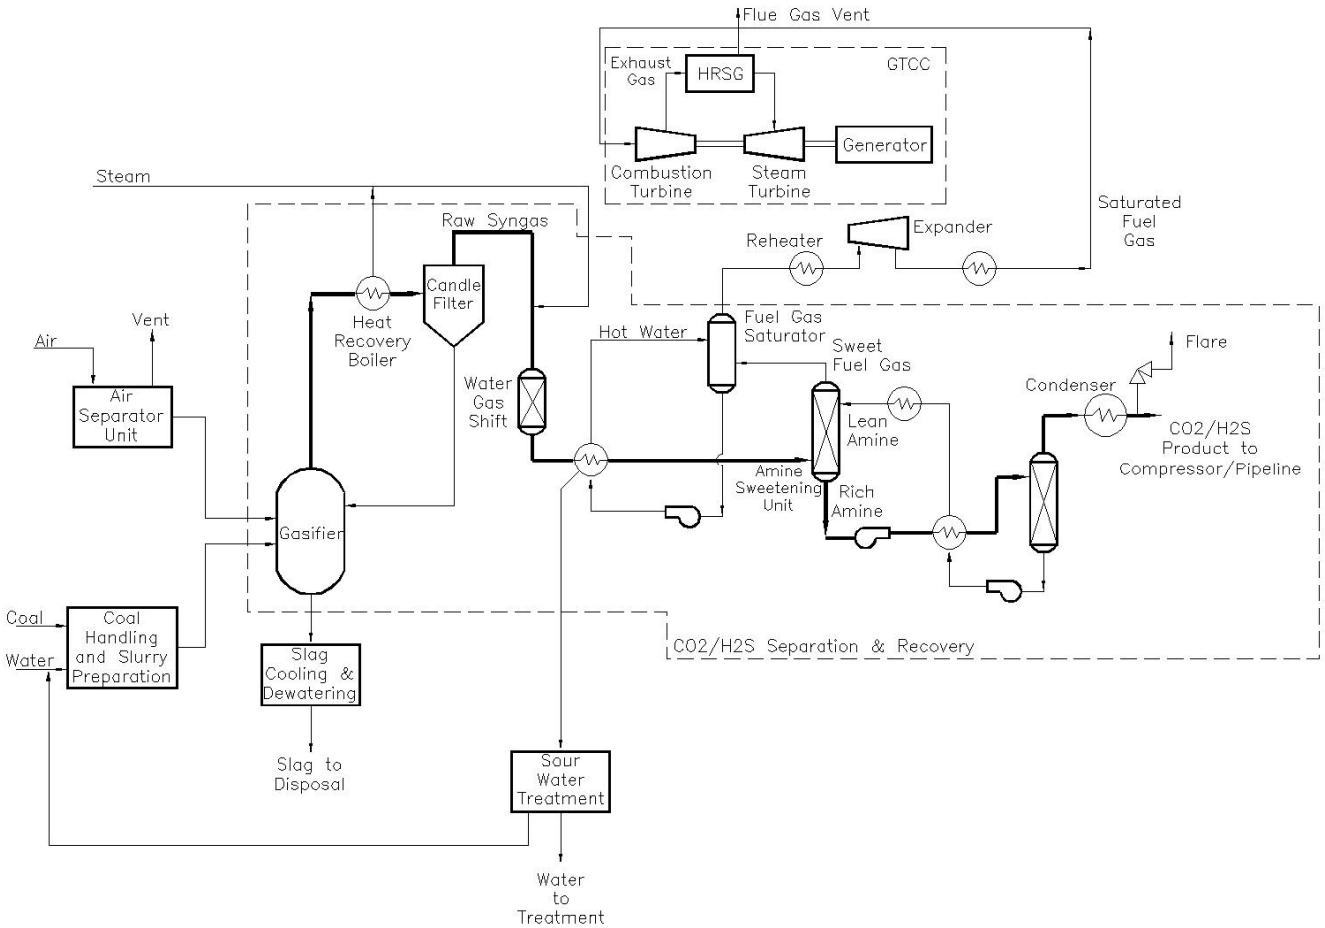 Flue Gas Vent
Exhaust
Gas
HRSG
GTCC
Generator
Combustion
Turbine
Steam
Turbine
Steam
Raw Syngas
Saturated
Fuel
Gas
Expander
Reheater
Candle
Filter
Heat
Recovery
Boiler
Vent
Air
Air
Separator
Unit
Hot Water
Fuel Gas
Saturator
Sweet
Fuel Gas
Flare
Condenser
Water
Gas
Shift
Lean
Amine
CO2/H2S
Product to
Compressor/Pipeline
Amine
Sweetening
Unit
Rich
Amine
Gasifier
Coal
Water
Coal
Handling
and Slurry
Preparation
Slag
Cooling &
Dewatering
CO2/H2S Separation & Recovery
Slag to
Disposal
Sour
Water
Treatment
Water
to
Treatment